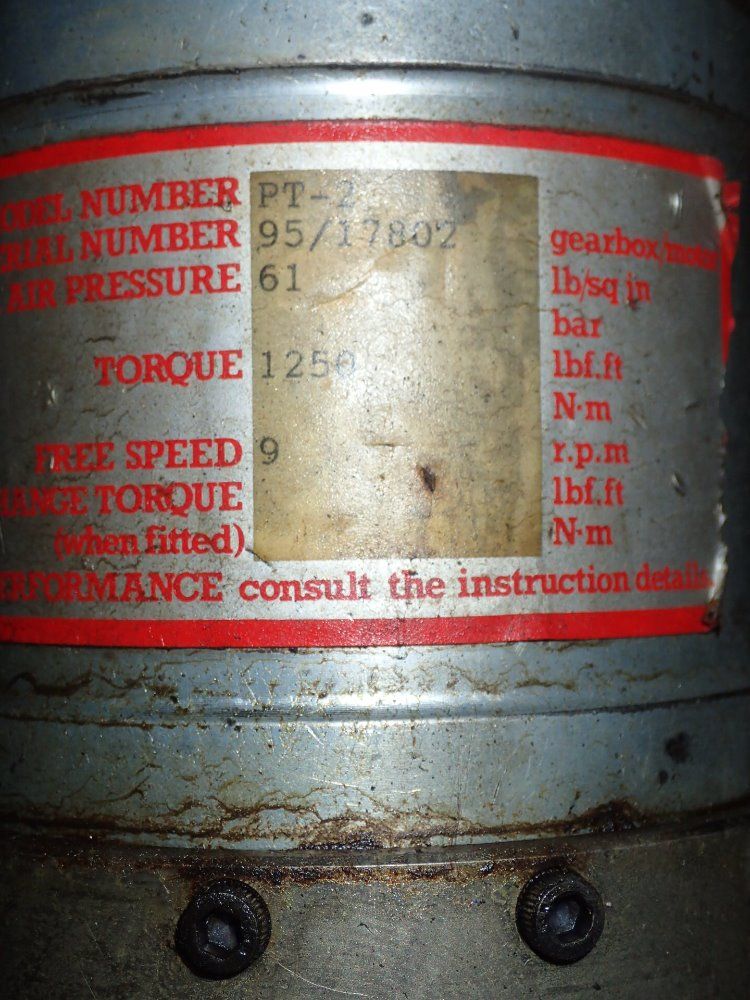 ODEL NUMBER PT-2
RIAL NUMBER 95/17802 gearbox/motor
AIR PRESSURE 61 lb/sq in
bar
TORQUE 1250 lbf.ft
N·m
FREE SPEED 9 r.p.m
ANGE TORQUE lbf.ft
(when fitted) N·m
ERFORMANCE consult the instruction details